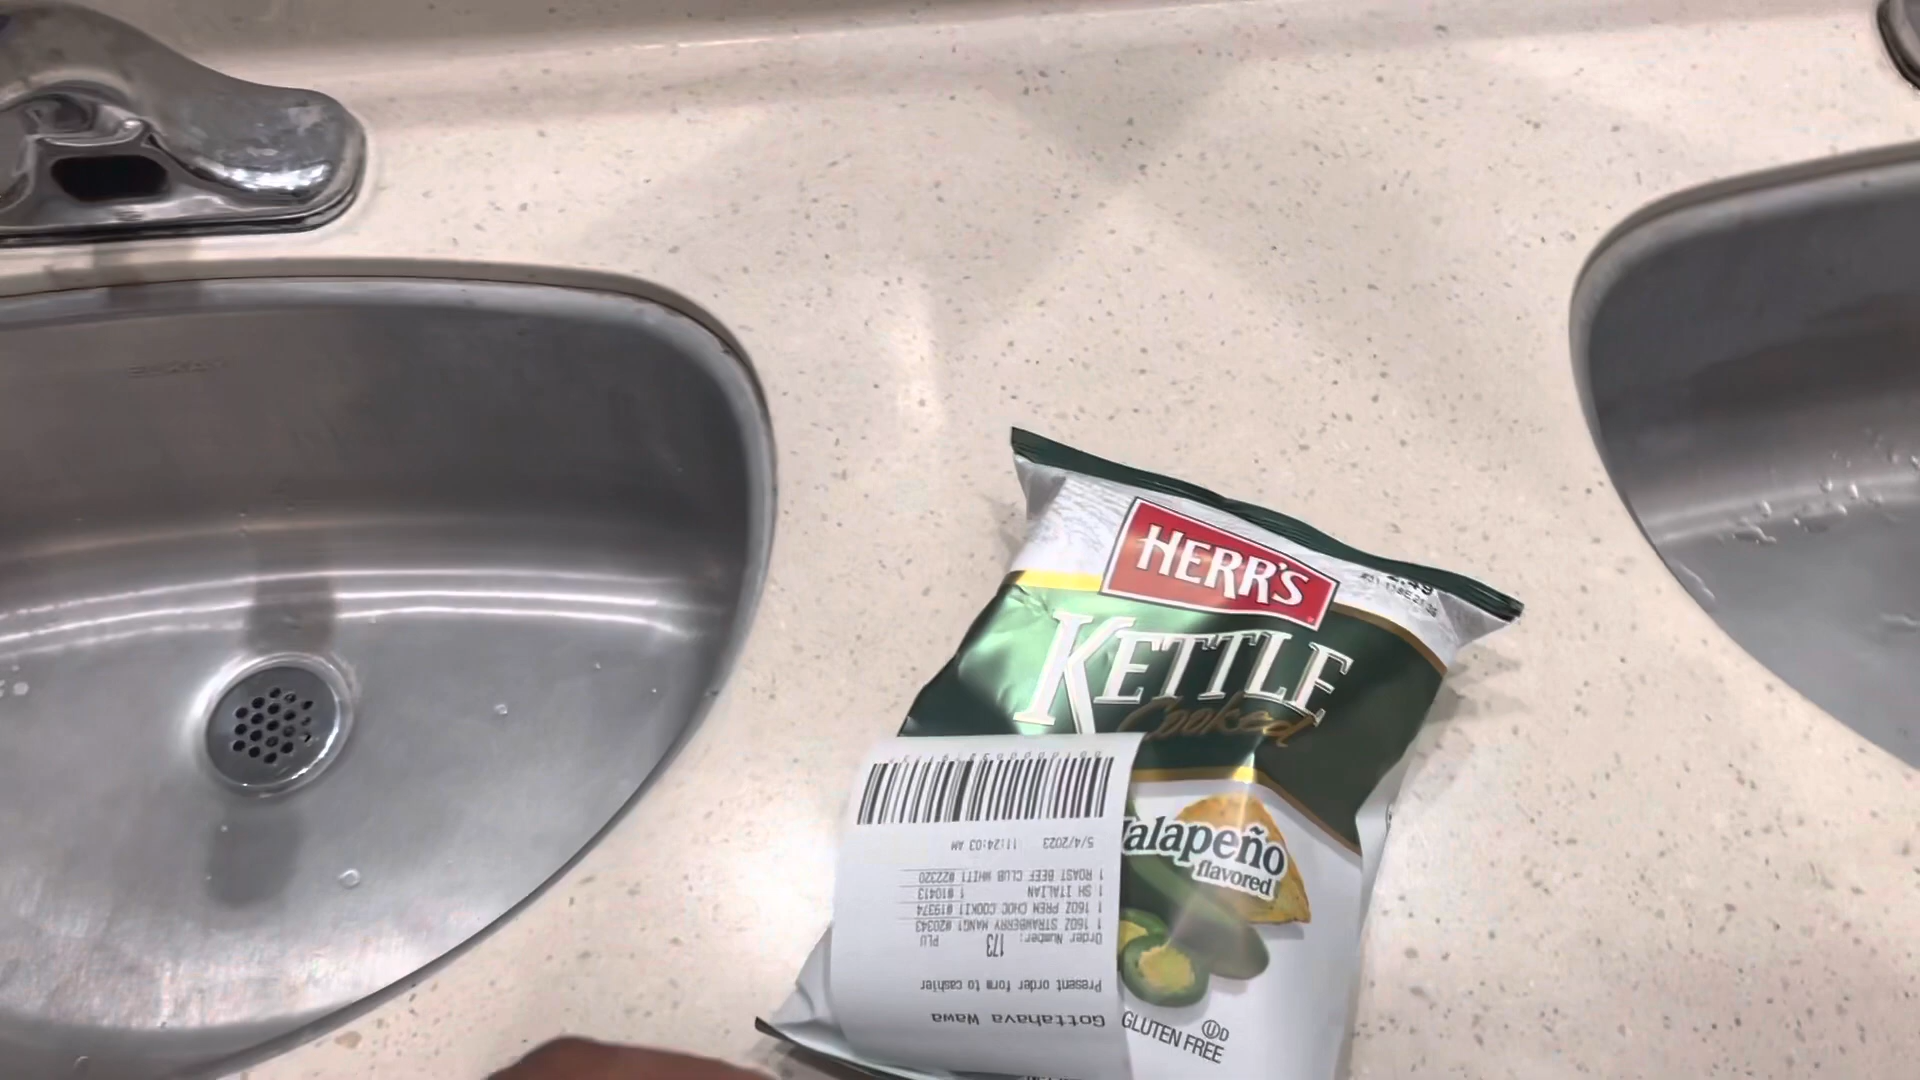 HERR'S
KETTLE
Cooked
Jalapeño
flavored
GLUTEN FREE
Gottahava Wawa
Present order form to cashier
Order Number: 173 PLU
1 16OZ STRAWBERRY MANG1 #20343
1 16OZ PREM CHOC COOKI1 #19374
1 SH ITALIAN 1 #10413
1 ROAST BEEF CLUB WHIT1 #22320
5/4/2023 11:24:03 AM